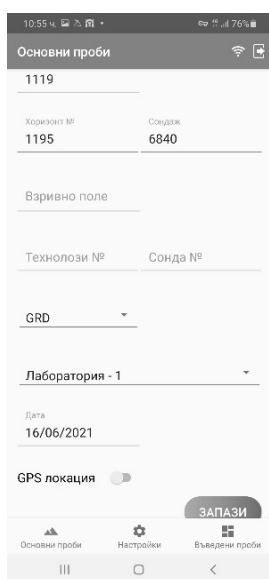 10:55 ч. 76%
Основни проби
1119
Хоризонт № Сондаж
1195 6840
Взривно поле
Технолози № Сонда №
GRD
Лаборатория - 1
Дата
16/06/2021
GPS локация
ЗАПАЗИ
Основни проби Настройки Въведени проби